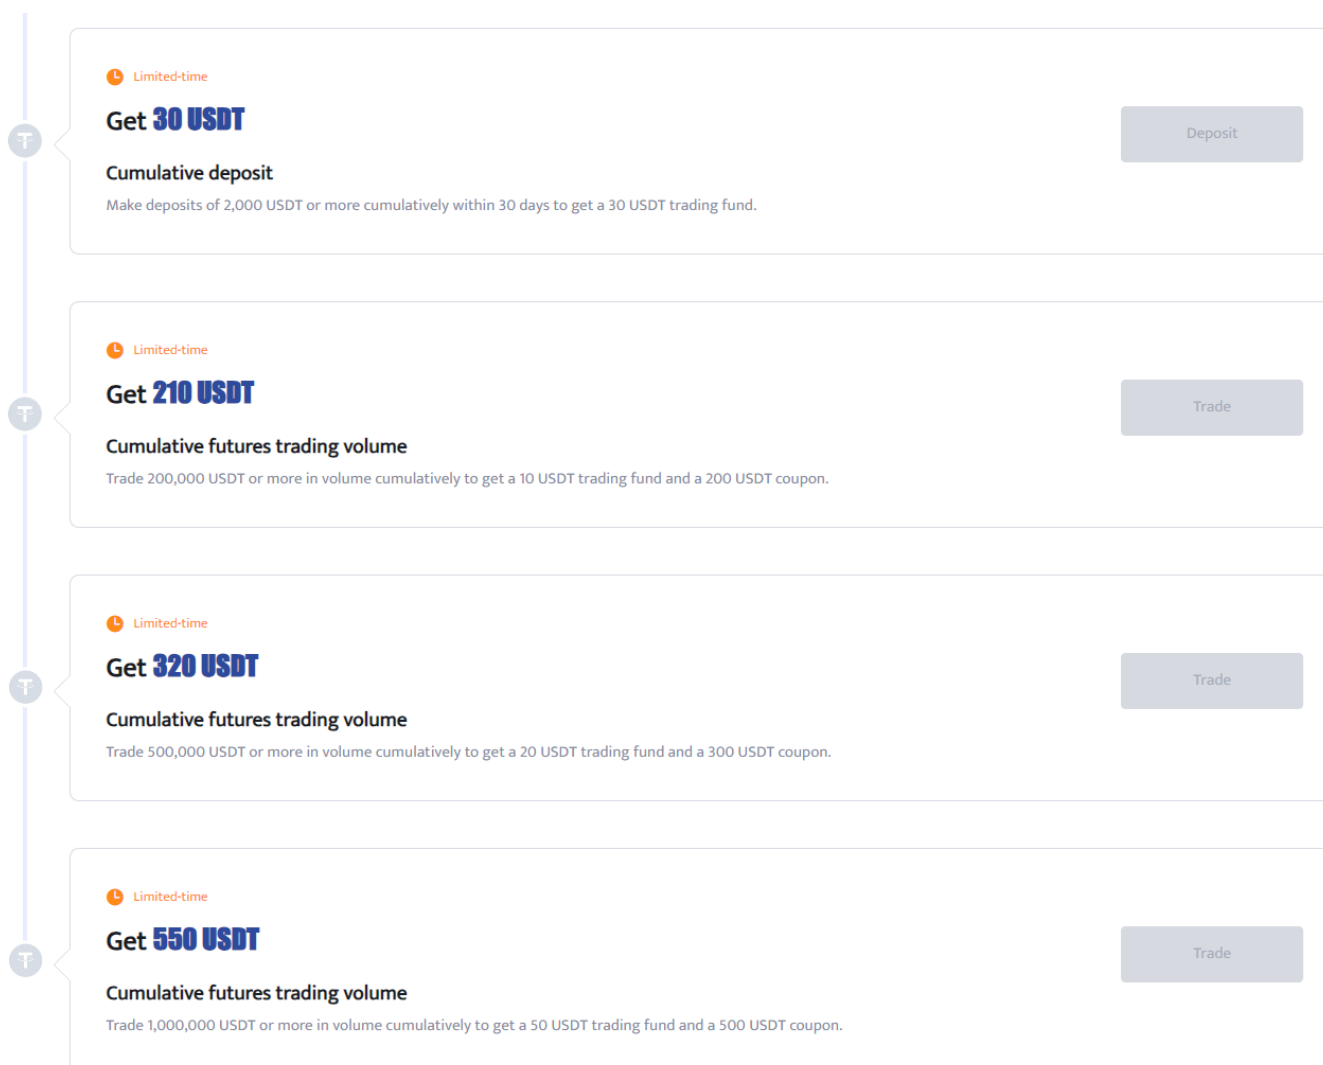 Limited-time
Get 30 USDT
Deposit
Cumulative deposit
Make deposits of 2,000 USDT or more cumulatively within 30 days to get a 30 USDT trading fund.
Limited-time
Get 210 USDT
Trade
Cumulative futures trading volume
Trade 200,000 USDT or more in volume cumulatively to get a 10 USDT trading fund and a 200 USDT coupon.
Limited-time
Get 320 USDT
Trade
Cumulative futures trading volume
Trade 500,000 USDT or more in volume cumulatively to get a 20 USDT trading fund and a 300 USDT coupon.
Limited-time
Get 550 USDT
Trade
Cumulative futures trading volume
Trade 1,000,000 USDT or more in volume cumulatively to get a 50 USDT trading fund and a 500 USDT coupon.